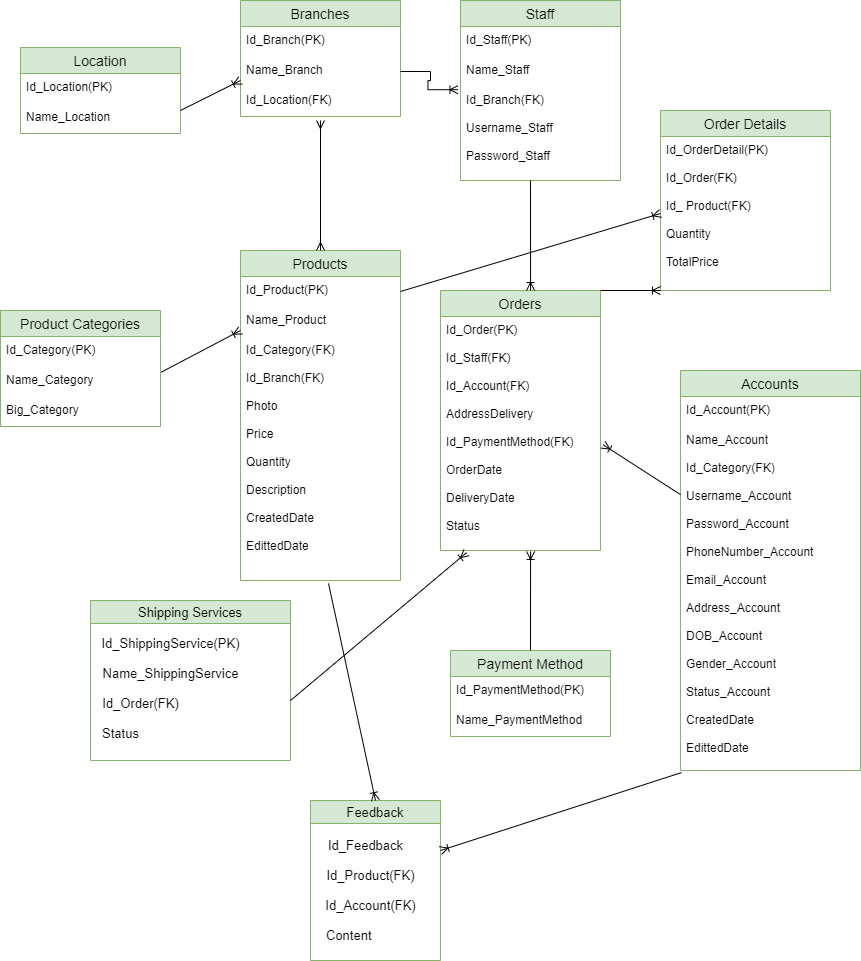 Branches
Id_Branch(PK)
Name_Branch
Id_Location(FK)
Staff
Id_Staff(PK)
Name_Staff
Id_Branch(FK)
Username_Staff
Password_Staff
Location
Id_Location(PK)
Name_Location
Order Details
Id_OrderDetail(PK)
Id_Order(FK)
Id_ Product(FK)
Quantity
TotalPrice
Products
Id_Product(PK)
Name_Product
Id_Category(FK)
Id_Branch(FK)
Photo
Price
Quantity
Description
CreatedDate
EdittedDate
Product Categories
Id_Category(PK)
Name_Category
Big_Category
Orders
Id_Order(PK)
Id_Staff(FK)
Id_Account(FK)
AddressDelivery
Id_PaymentMethod(FK)
OrderDate
DeliveryDate
Status
Accounts
Id_Account(PK)
Name_Account
Id_Category(FK)
Username_Account
Password_Account
PhoneNumber_Account
Email_Account
Address_Account
DOB_Account
Gender_Account
Status_Account
CreatedDate
EdittedDate
Shipping Services
Id_ShippingService(PK)
Name_ShippingService
Id_Order(FK)
Status
Payment Method
Id_PaymentMethod(PK)
Name_PaymentMethod
Feedback
Id_Feedback
Id_Product(FK)
Id_Account(FK)
Content